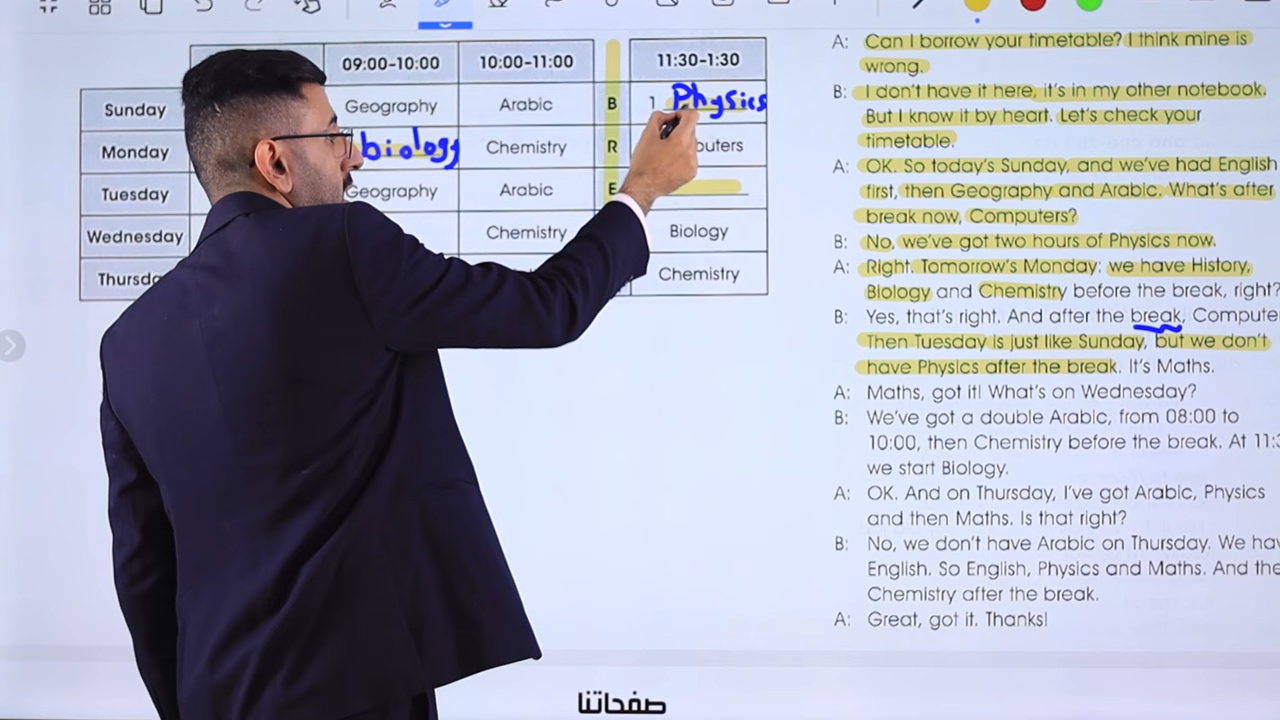 09:00-10:00 10:00-11:00 11:30-1:30
Sunday Geography Arabic B 1 Physics
Monday biology Chemistry R
Tuesday Geography Arabic E
Wednesday Chemistry Biology
Chemistry
A: Can I borrow your timetable? I think mine is
wrong.
B: I don't have it here, it's in my other notebook.
But I know it by heart. Let's check your
timetable.
A: OK. So today's Sunday, and we've had English
first, then Geography and Arabic. What's after
break now, Computers?
B: No, we've got two hours of Physics now.
A: Right. Tomorrow's Monday: we have History,
Biology and Chemistry before the break, right?
B: Yes, that's right. And after the break,
Then Tuesday is just like Sunday, but we don't
have Physics after the break. It's Maths.
A: Maths, got it! What's on Wednesday?
B: We've got a double Arabic, from 08:00 to
10:00, then Chemistry before the break. At
we start Biology.
A: OK. And on Thursday, I've got Arabic, Physics
and then Maths. Is that right?
B: No, we don't have Arabic on Thursday. We
English. So English, Physics and Maths. And
Chemistry after the break.
A: Great, got it. Thanks!
صفحاتنا